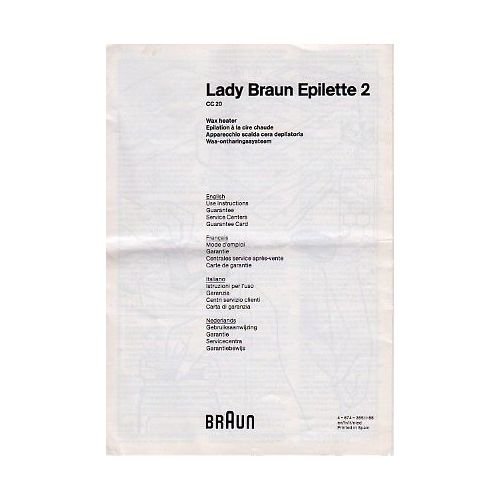 Lady Braun Epilette 2
CC 20
Wax heater
Epilation à la cire chaude
Apparecchio scalda cera depilatoria
Was-ontharingssysteem
English
Use Instructions
Guarantee
Service Centers
Guarantee Card
Français
Mode d'emploi
Garantie
Centrales service après-vente
Carte de garantie
Italiano
Istruzioni per l'uso
Garanzia
Centri servizio clienti
Carta di garanzia
Nederlands
Gebruiksaanwijzing
Garantie
Servicecentra
Garantiebewijs
BRAUN
Printed in Spain